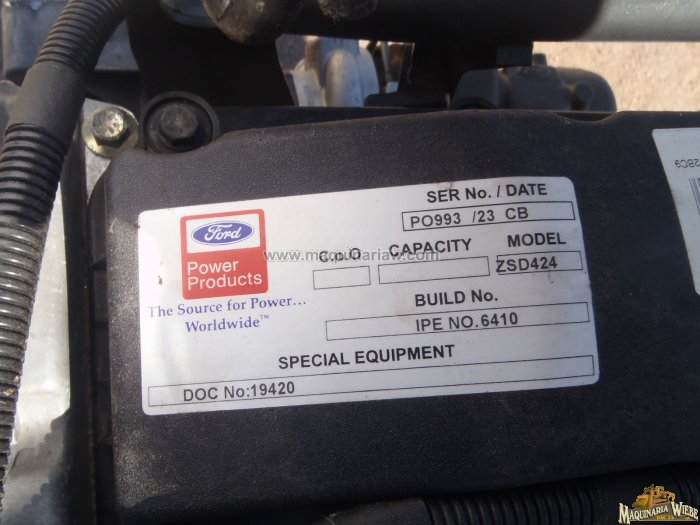 SER No. / DATE
PO993 /23 CB
Ford
Power
Products
The Source for Power...
Worldwide™
C.P.O
CAPACITY
MODEL
ZSD424
www.maquinariaw.com
BUILD No.
IPE NO.6410
SPECIAL EQUIPMENT
DOC No:19420
MAQUINARIA WIEBE